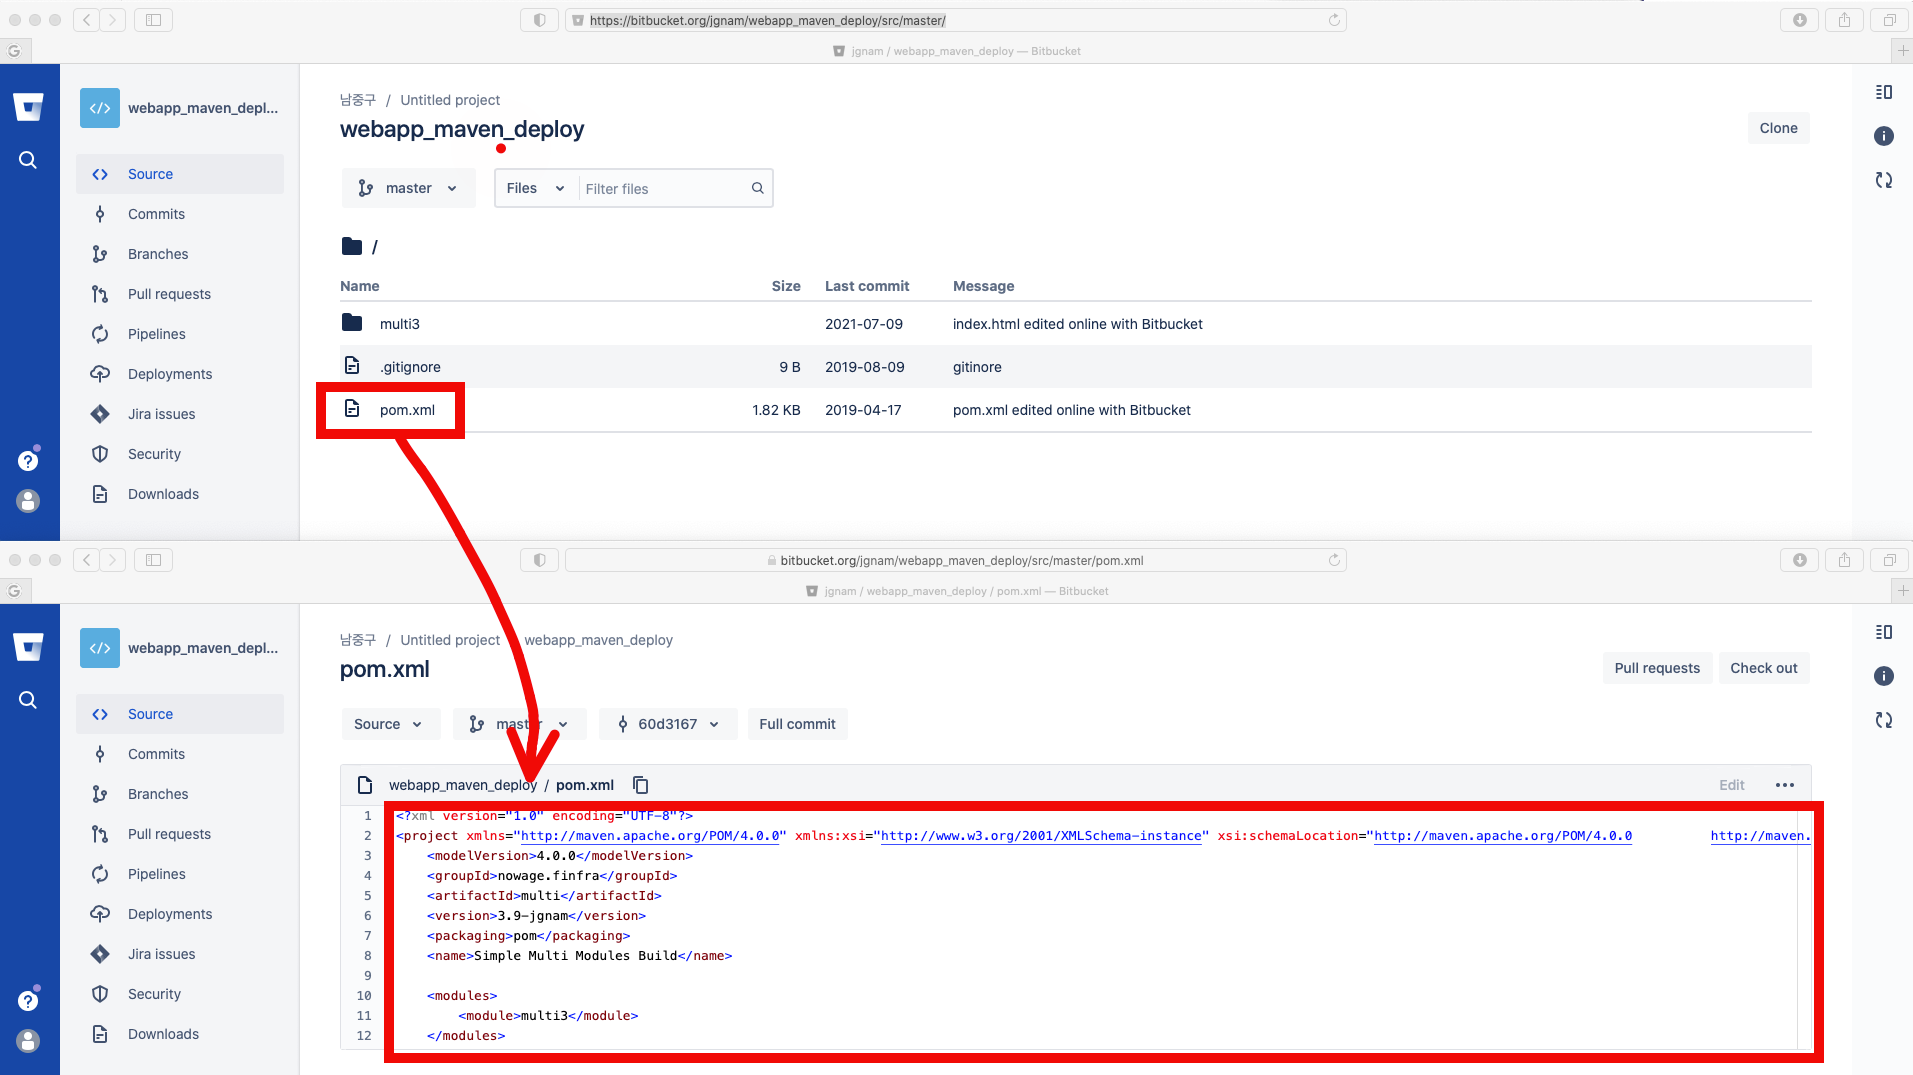 https://bitbucket.org/jgnam/webapp_maven_deploy/src/master/
G
jgnam / webapp_maven_deploy — Bitbucket
webapp_maven_depl...
Source
Commits
Branches
Pull requests
Pipelines
Deployments
Jira issues
Security
Downloads
남중구 / Untitled project
webapp_maven_deploy
Clone
master
Files
Filter files
/
Name Size Last commit Message
multi3 2021-07-09 index.html edited online with Bitbucket
.gitignore 9 B 2019-08-09 gitinore
pom.xml 1.82 KB 2019-04-17 pom.xml edited online with Bitbucket
bitbucket.org/jgnam/webapp_maven_deploy/src/master/pom.xml
G
jgnam / webapp_maven_deploy / pom.xml — Bitbucket
webapp_maven_depl...
Source
Commits
Branches
Pull requests
Pipelines
Deployments
Jira issues
Security
Downloads
남중구 / Untitled project webapp_maven_deploy
pom.xml
Pull requests
Check out
Source
master
60d3167
Full commit
webapp_maven_deploy / pom.xml
Edit
1 <?xml version="1.0" encoding="UTF-8"?>
2 <project xmlns="http://maven.apache.org/POM/4.0.0" xmlns:xsi="http://www.w3.org/2001/XMLSchema-instance" xsi:schemaLocation="http://maven.apache.org/POM/4.0.0 http://maven.
3 <modelVersion>4.0.0</modelVersion>
4 <groupId>nowage.finfra</groupId>
5 <artifactId>multi</artifactId>
6 <version>3.9-jgnam</version>
7 <packaging>pom</packaging>
8 <name>Simple Multi Modules Build</name>
9
10 <modules>
11 <module>multi3</module>
12 </modules>